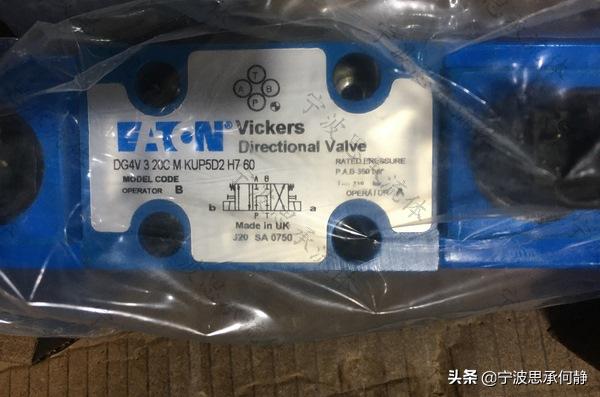 T
A B
P
EATON Vickers
Directional Valve
DG4V 3 20C M KUP5D2 H7 60
MODEL CODE
OPERATOR B
RATED PRESSURE
P.A.B 350 bar
OPERATOR A
A B
b a
P T
Made in UK
J20 SA 0750
头条 @宁波思承何静